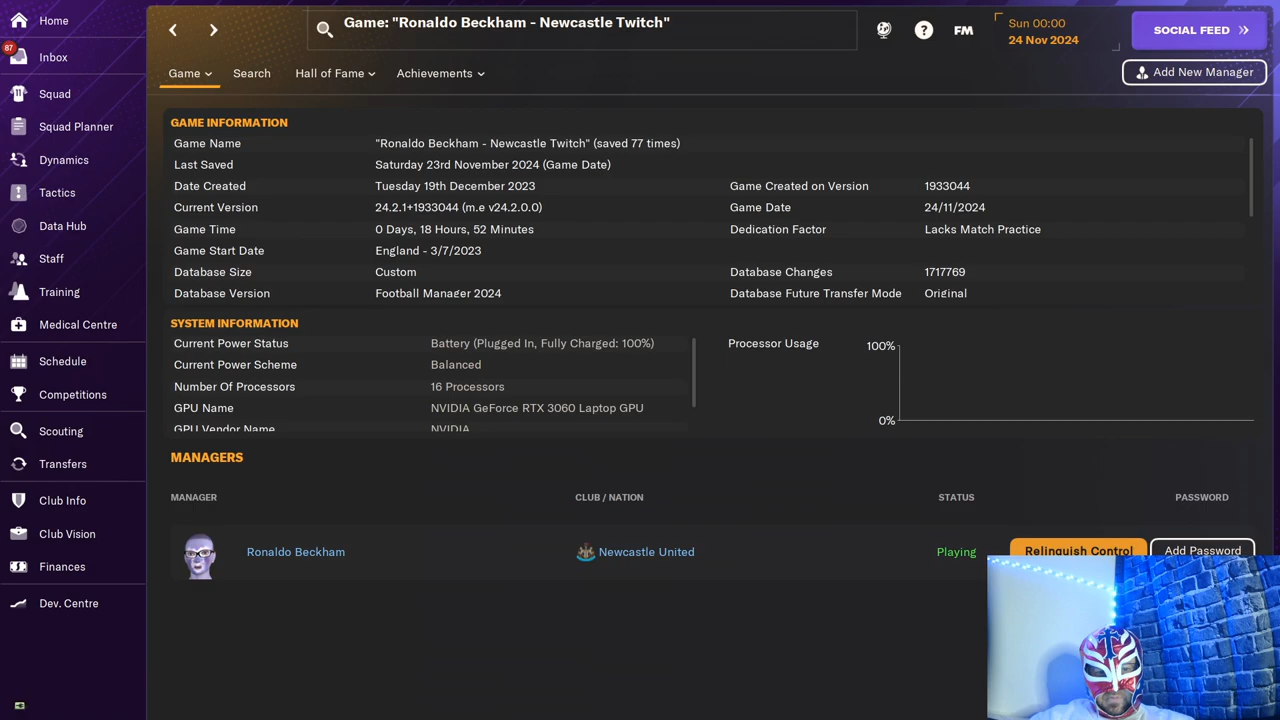 Home
Game: "Ronaldo Beckham - Newcastle Twitch"
FM
Sun 00:00
24 Nov 2024
SOCIAL FEED
67
Inbox
Game
Search
Hall of Fame
Achievements
Add New Manager
Squad
Squad Planner
Dynamics
Tactics
Data Hub
Staff
Training
Medical Centre
Schedule
Competitions
Scouting
Transfers
Club Info
Club Vision
Finances
Dev. Centre
GAME INFORMATION
Game Name "Ronaldo Beckham - Newcastle Twitch" (saved 77 times)
Last Saved Saturday 23rd November 2024 (Game Date)
Date Created Tuesday 19th December 2023 Game Created on Version 1933044
Current Version 24.2.1+1933044 (m.e v24.2.0.0) Game Date 24/11/2024
Game Time 0 Days, 18 Hours, 52 Minutes Dedication Factor Lacks Match Practice
Game Start Date England - 3/7/2023
Database Size Custom Database Changes 1717769
Database Version Football Manager 2024 Database Future Transfer Mode Original
SYSTEM INFORMATION
Current Power Status Battery (Plugged In, Fully Charged: 100%) Processor Usage 100%
Current Power Scheme Balanced
Number Of Processors 16 Processors
GPU Name NVIDIA GeForce RTX 3060 Laptop GPU
GPU Vendor Name NVIDIA 0%
MANAGERS
MANAGER CLUB / NATION STATUS PASSWORD
Ronaldo Beckham Newcastle United Playing Relinquish Control Add Password